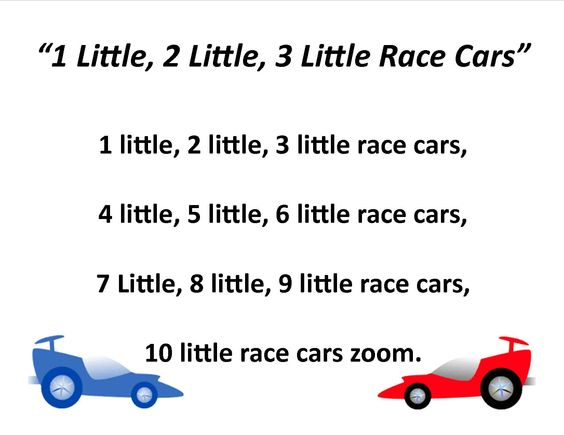 “1 Little, 2 Little, 3 Little Race Cars”
1 little, 2 little, 3 little race cars,
4 little, 5 little, 6 little race cars,
7 Little, 8 little, 9 little race cars,
10 little race cars zoom.